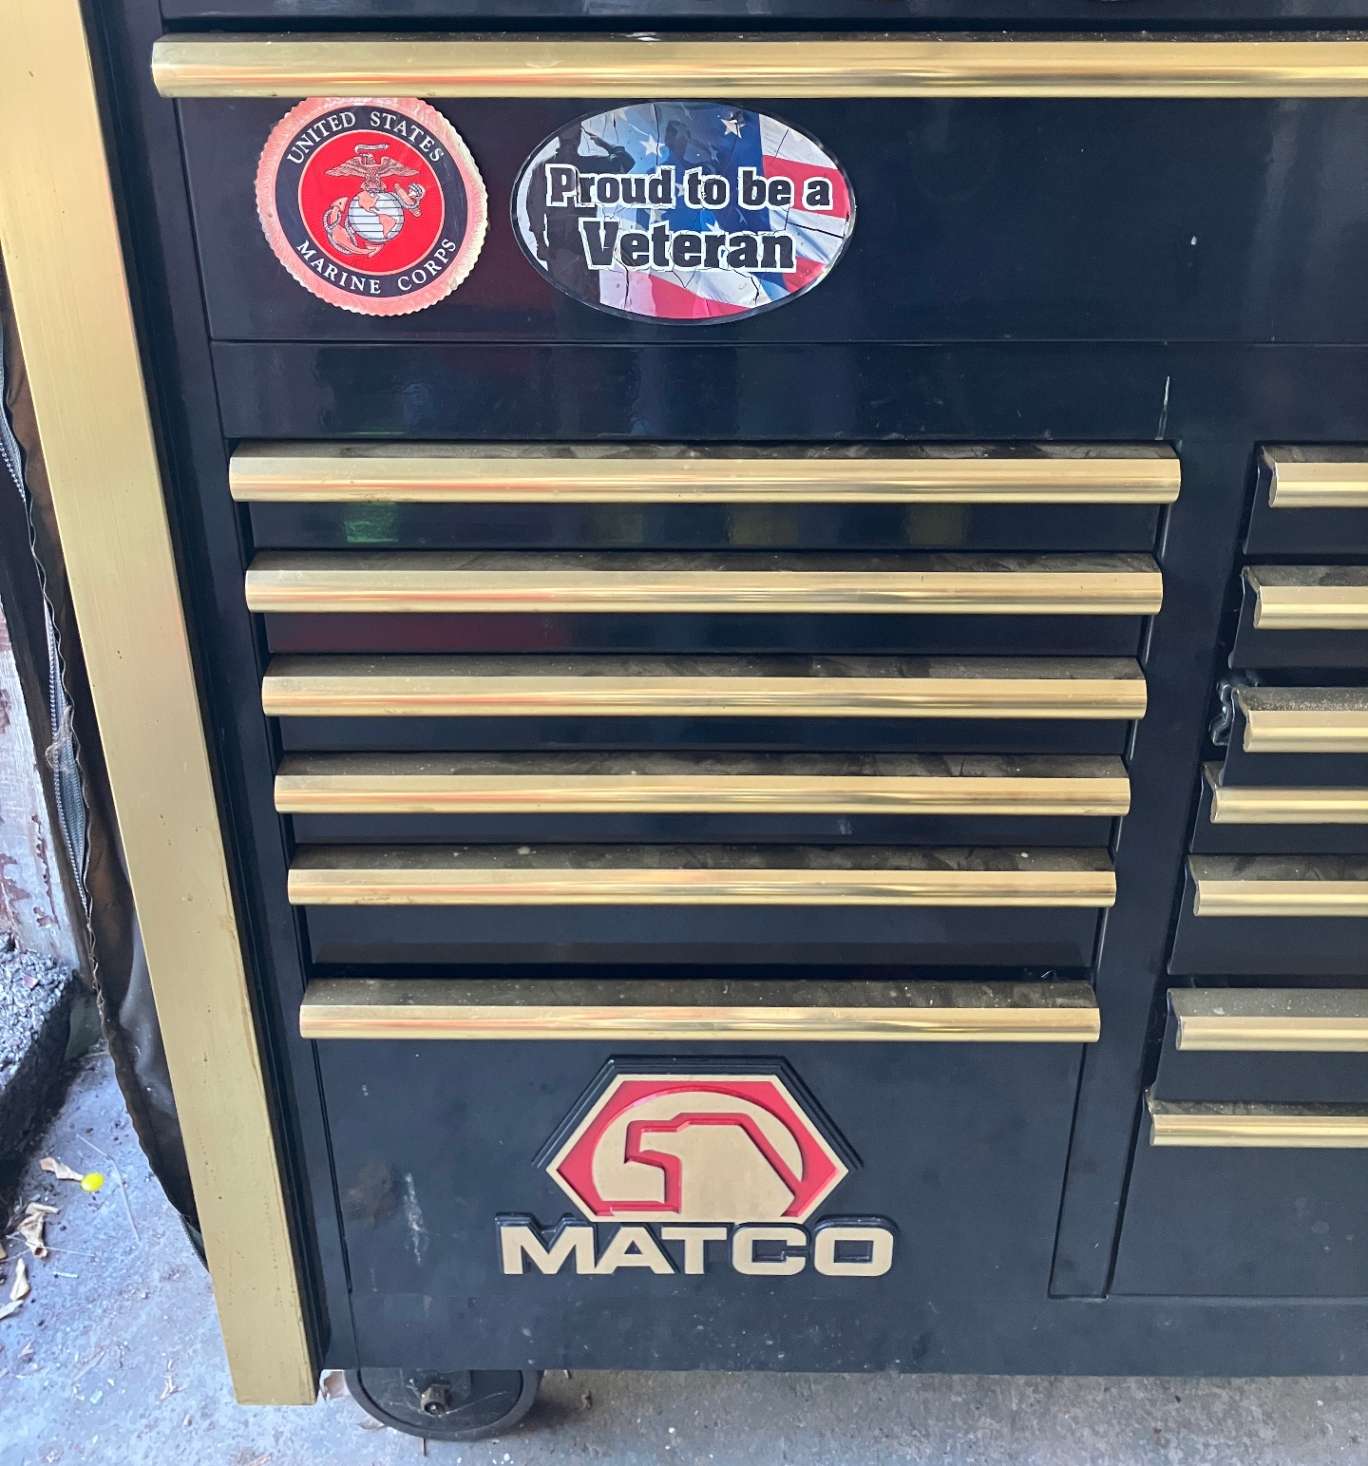 UNITED STATES
MARINE CORPS
Proud to be a
Veteran
MATCO